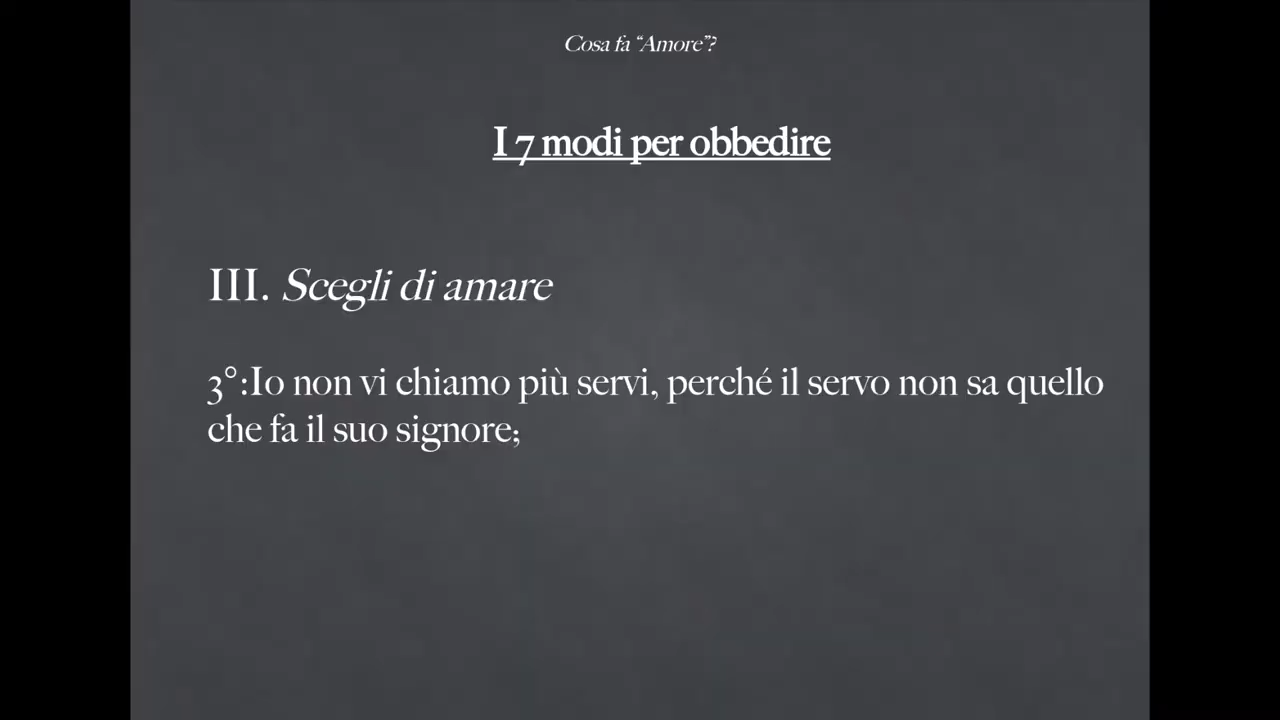 Cosa fa “Amore”?
I 7 modi per obbedire
III. Scegli di amare
3°:Io non vi chiamo più servi, perché il servo non sa quello
che fa il suo signore;